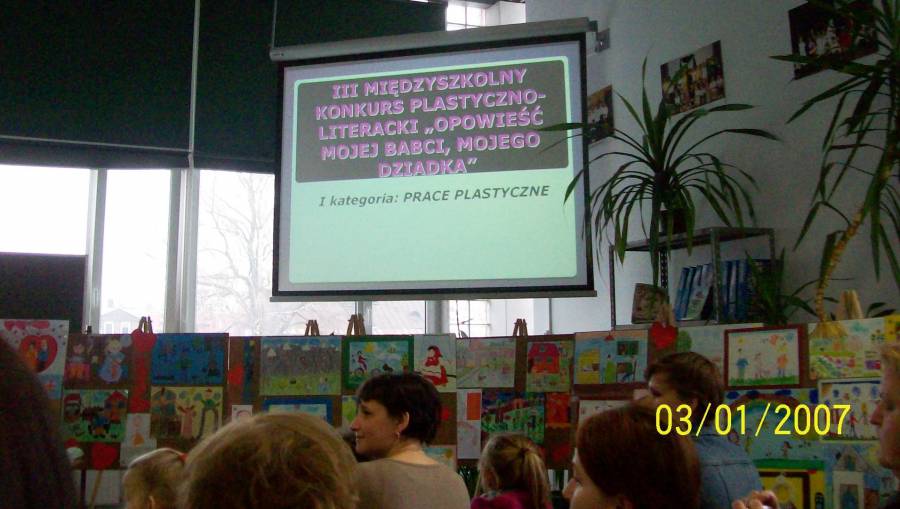 III MIĘDZYSZKOLNY
KONKURS PLASTYCZNO-
LITERACKI „OPOWIEŚĆ
MOJEJ BABCI, MOJEGO
DZIADKA”
I kategoria: PRACE PLASTYCZNE
03/01/2007